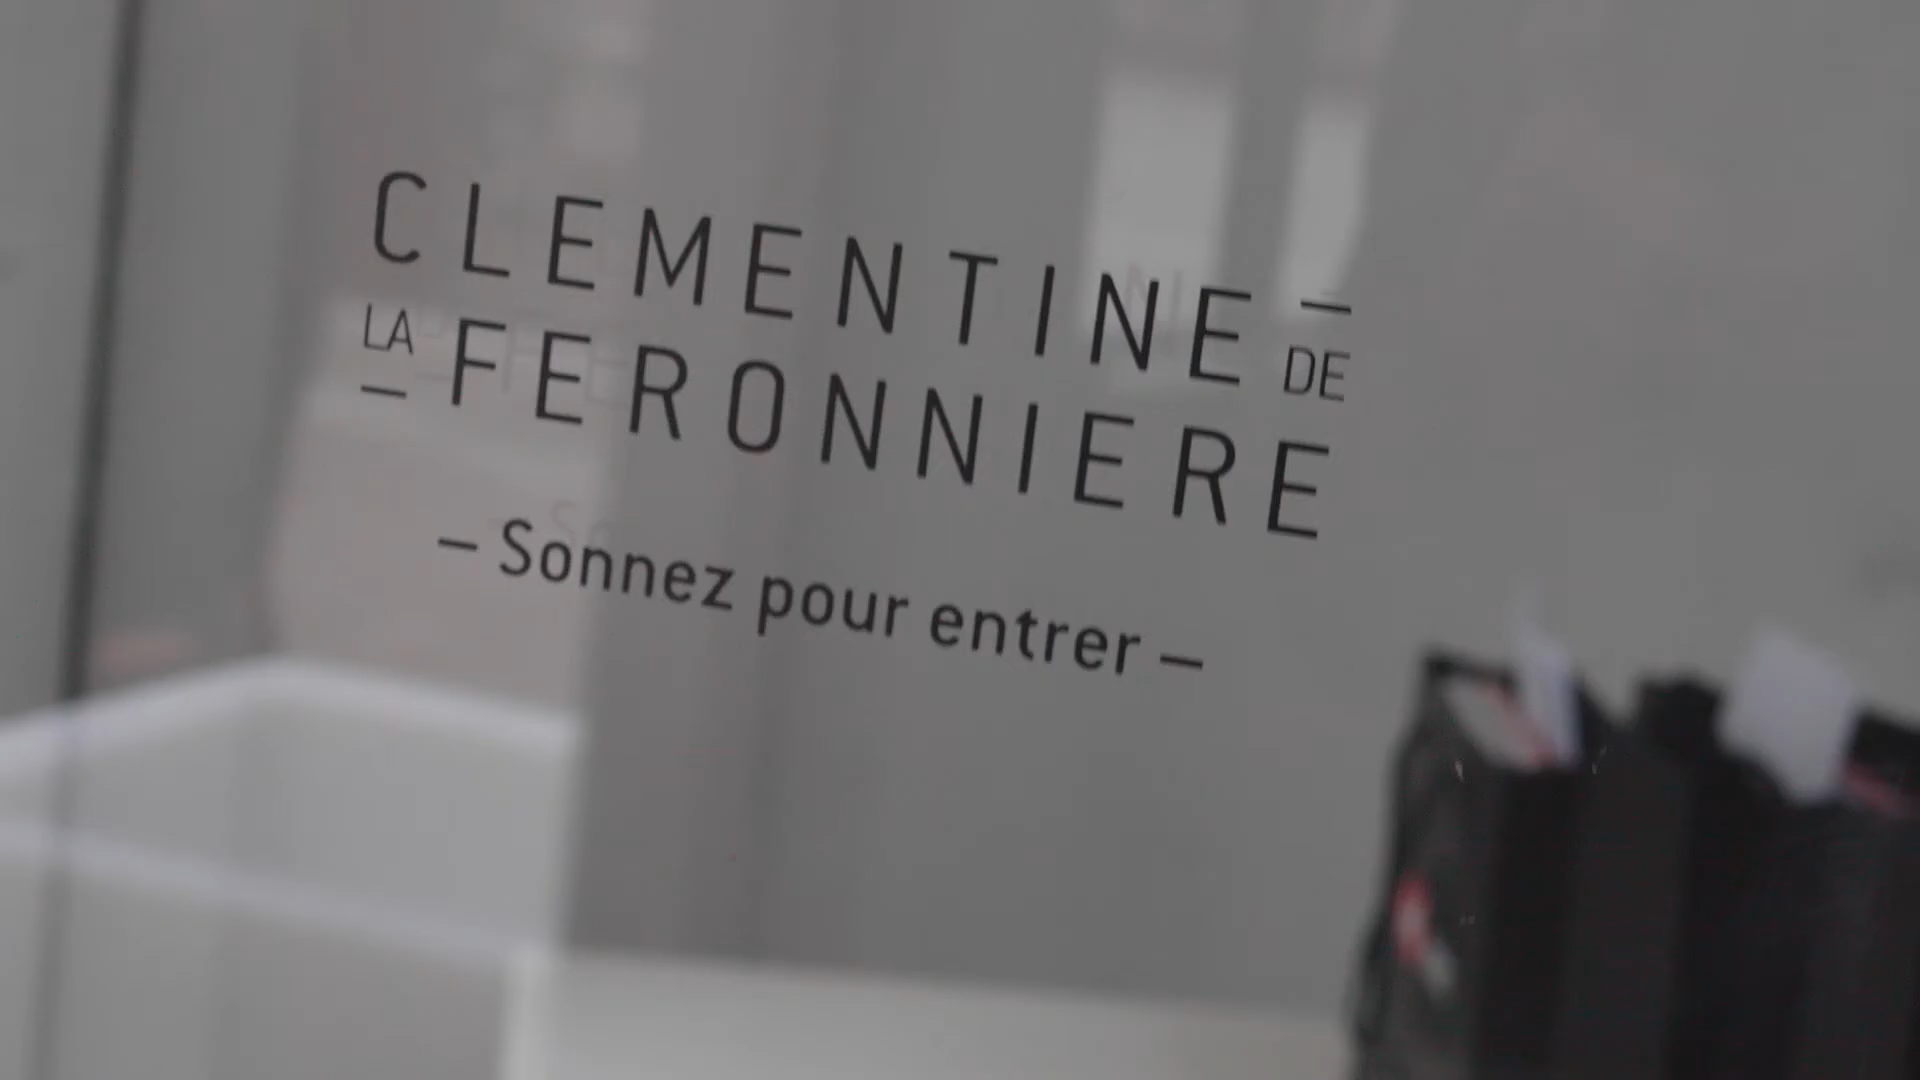 CLEMENTINE DE
LA FERONNIERE
– Sonnez pour entrer –